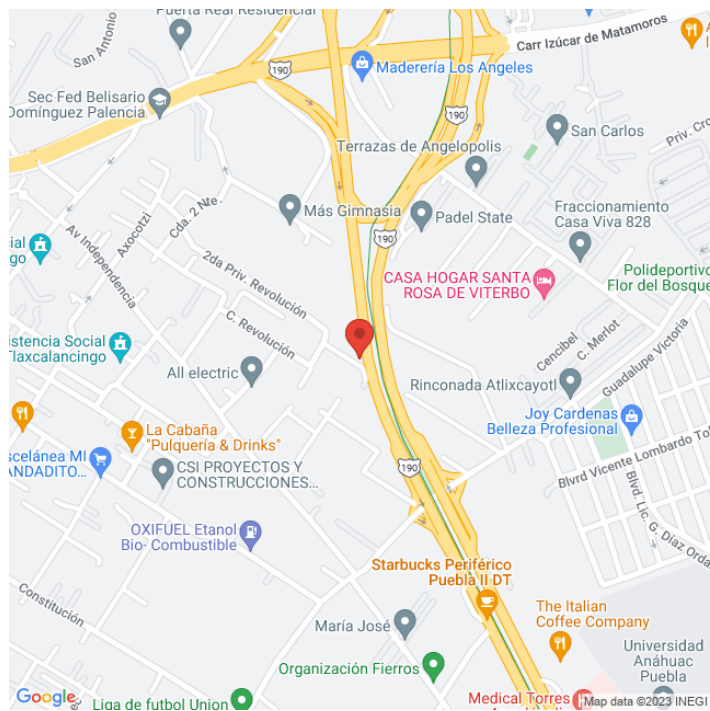 Puerta Real Residencial
San Antonio
190
Carr Izúcar de Matamoros
Maderería Los Angeles
Sec Fed Belisario
Domínguez Palencia
190
Terrazas de Angelopolis
San Carlos
Priv. Cro
Axocotzi
Cda. 2 Nte.
Más Gimnasia
Padel State
Fraccionamiento
Casa Viva 828
Av Independencia
190
2da Priv. Revolución
CASA HOGAR SANTA
ROSA DE VITERBO
Polideportivo
Flor del Bosque
C. Revolución
istencia Social
Tlaxcalancingo
Cencibel
C. Merlot
Guadalupe Victoria
All electric
Rinconada Atlixcayotl
Joy Cardenas
Belleza Profesional
La Cabaña
"Pulquería & Drinks"
scelánea MI
ANDADITO...
CSI PROYECTOS Y
CONSTRUCCIONES...
190
Blvrd Vicente Lombardo Tol
Blvd. Lic. G. Díaz Orda
OXIFUEL Etanol
Bio- Combustible
Starbucks Periférico
Puebla II DT
Constitución
María José
The Italian
Coffee Company
Organización Fierros
Universidad
Anáhuac
Puebla
Google
Liga de futbol Union
Medical Torres
Map data ©2023 INEGI